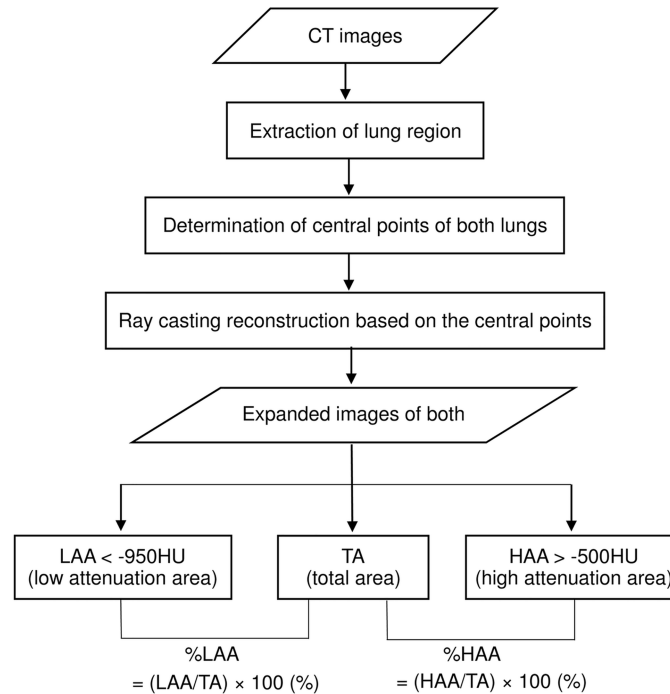 CT images
Extraction of lung region
Determination of central points of both lungs
Ray casting reconstruction based on the central points
Expanded images of both
LAA < -950HU
(low attenuation area)
TA
(total area)
HAA > -500HU
(high attenuation area)
%LAA
= (LAA/TA) × 100 (%)
%HAA
= (HAA/TA) × 100 (%)